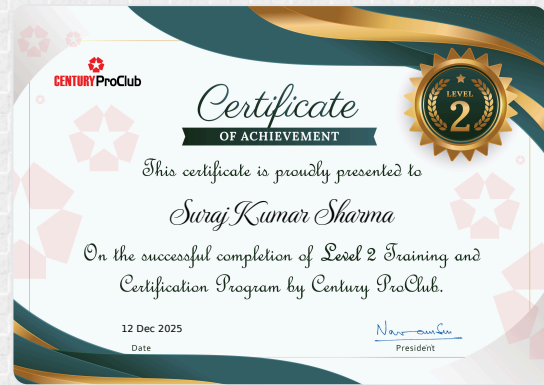 CENTURY ProClub
Certificate
OF ACHIEVEMENT
LEVEL
2
This certificate is proudly presented to
Suraj Kumar Sharma
On the successful completion of Level 2 Training and
Certification Program by Century ProClub.
12 Dec 2025
Date
President